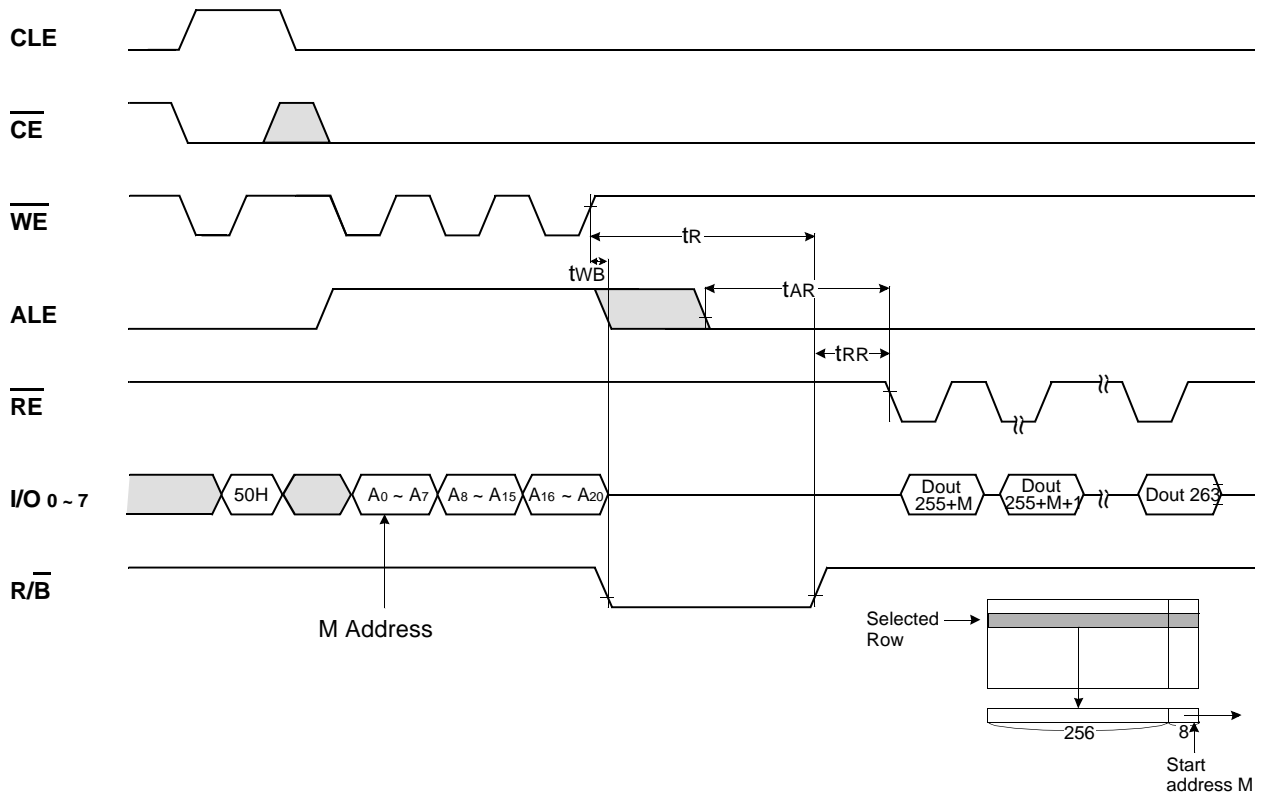 CLE
CE
WE
tR
tWB
ALE
tAR
tRR
RE
I/O 0 ~ 7
50H
A0 ~ A7
A8 ~ A15
A16 ~ A20
Dout
255+M
Dout
255+M+1
Dout 263
R/B
M Address
Selected
Row
256
8
Start
address M